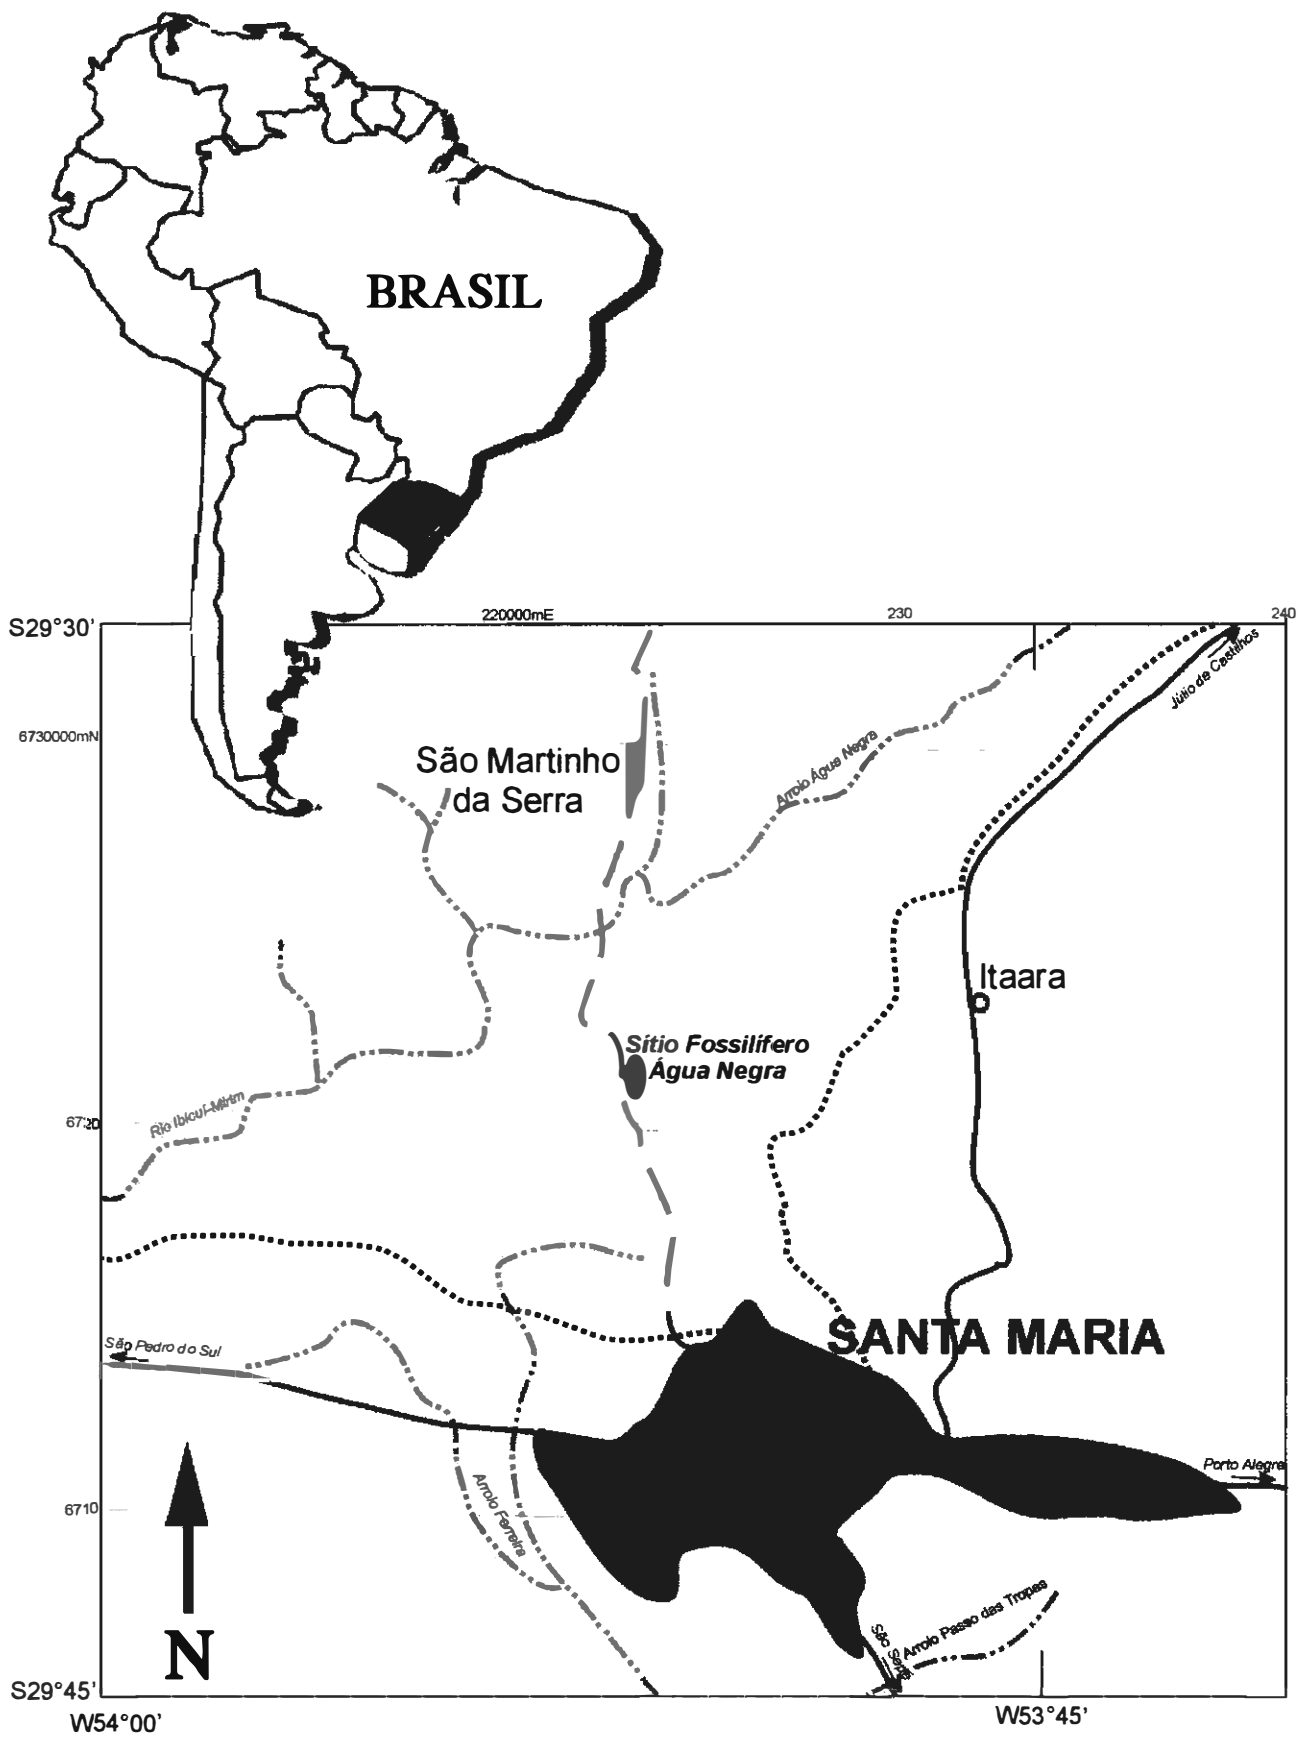 BRASIL
220000mE
230
240
S29°30'
Júlio de Castilhos
6730000mN
São Martinho
da Serra
Arroio Água Negra
Itaara
Sítio Fossilífero
Água Negra
Rio Ibicuí-Mirim
6720
SANTA MARIA
São Pedro do Sul
Porto Alegre
Arroio Ferreira
6710
Arroio Passo das Tropas
São
N
S29°45'
W54°00'
W53°45'